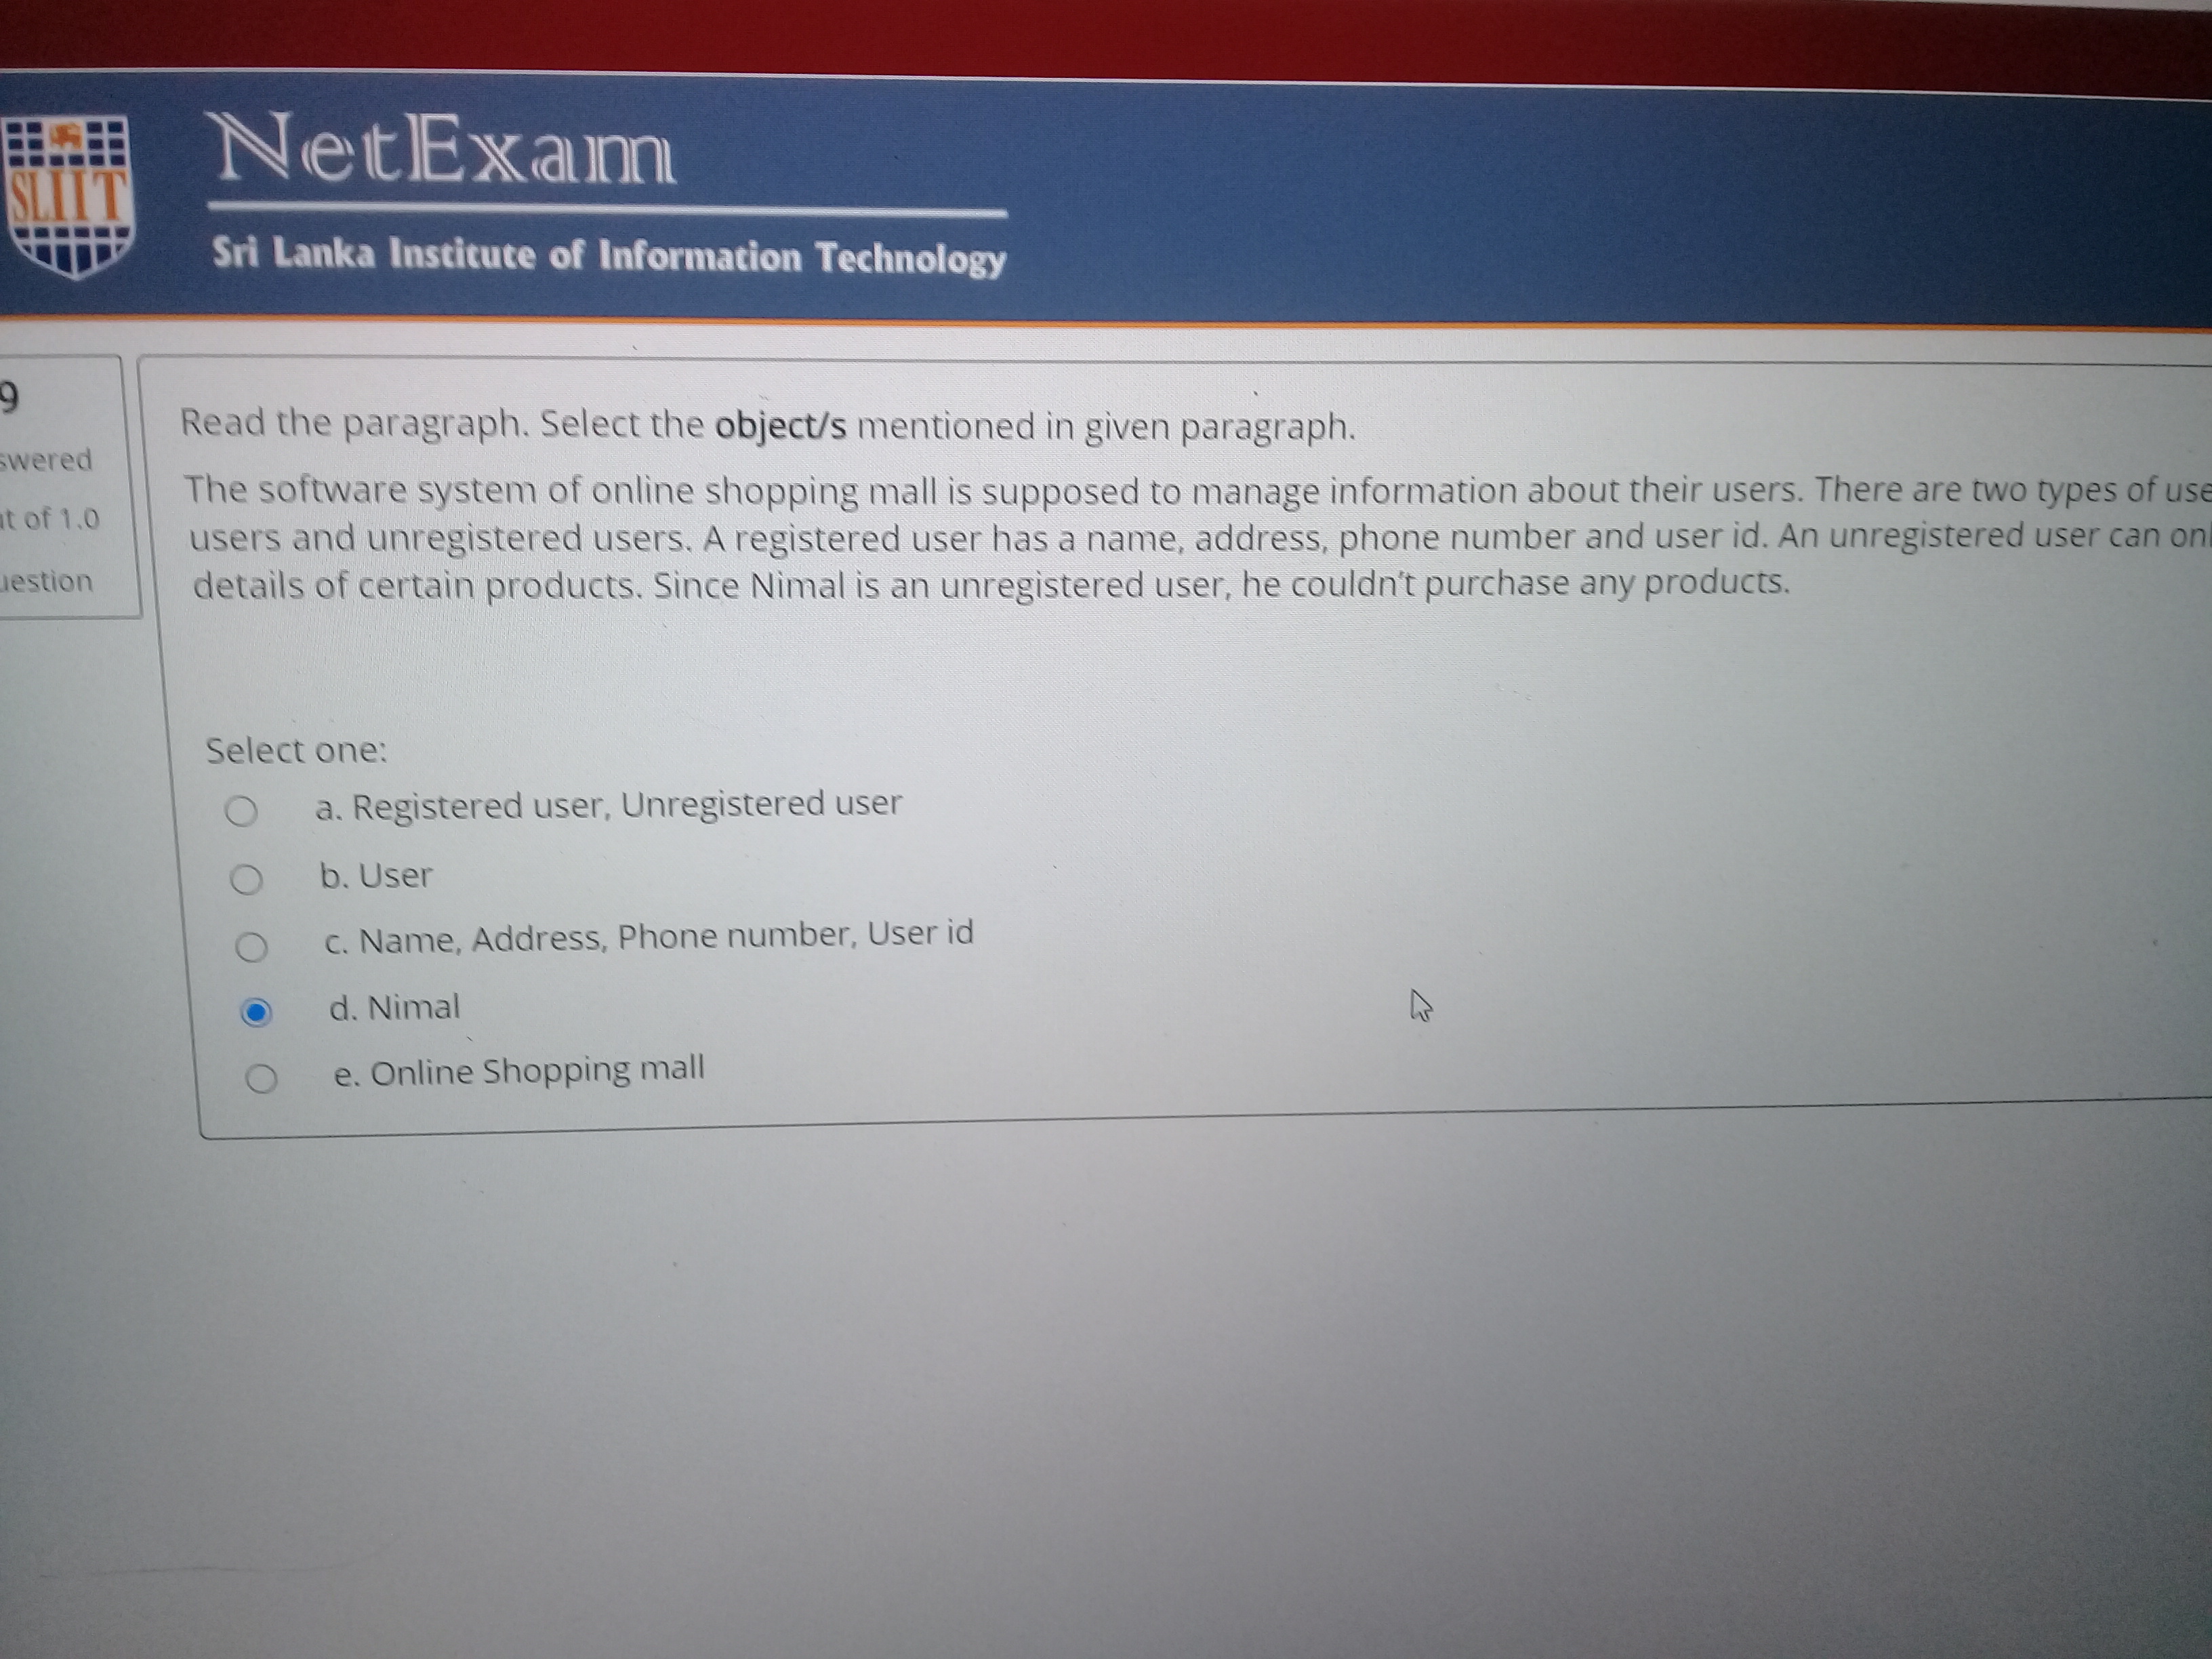 SLIIT
NetExam
Sri Lanka Institute of Information Technology
9
swered
t of 1.0
uestion
Read the paragraph. Select the object/s mentioned in given paragraph.
The software system of online shopping mall is supposed to manage information about their users. There are two types of use
users and unregistered users. A registered user has a name, address, phone number and user id. An unregistered user can onl
details of certain products. Since Nimal is an unregistered user, he couldn't purchase any products.
Select one:
a. Registered user, Unregistered user
b. User
c. Name, Address, Phone number, User id
d. Nimal
e. Online Shopping mall